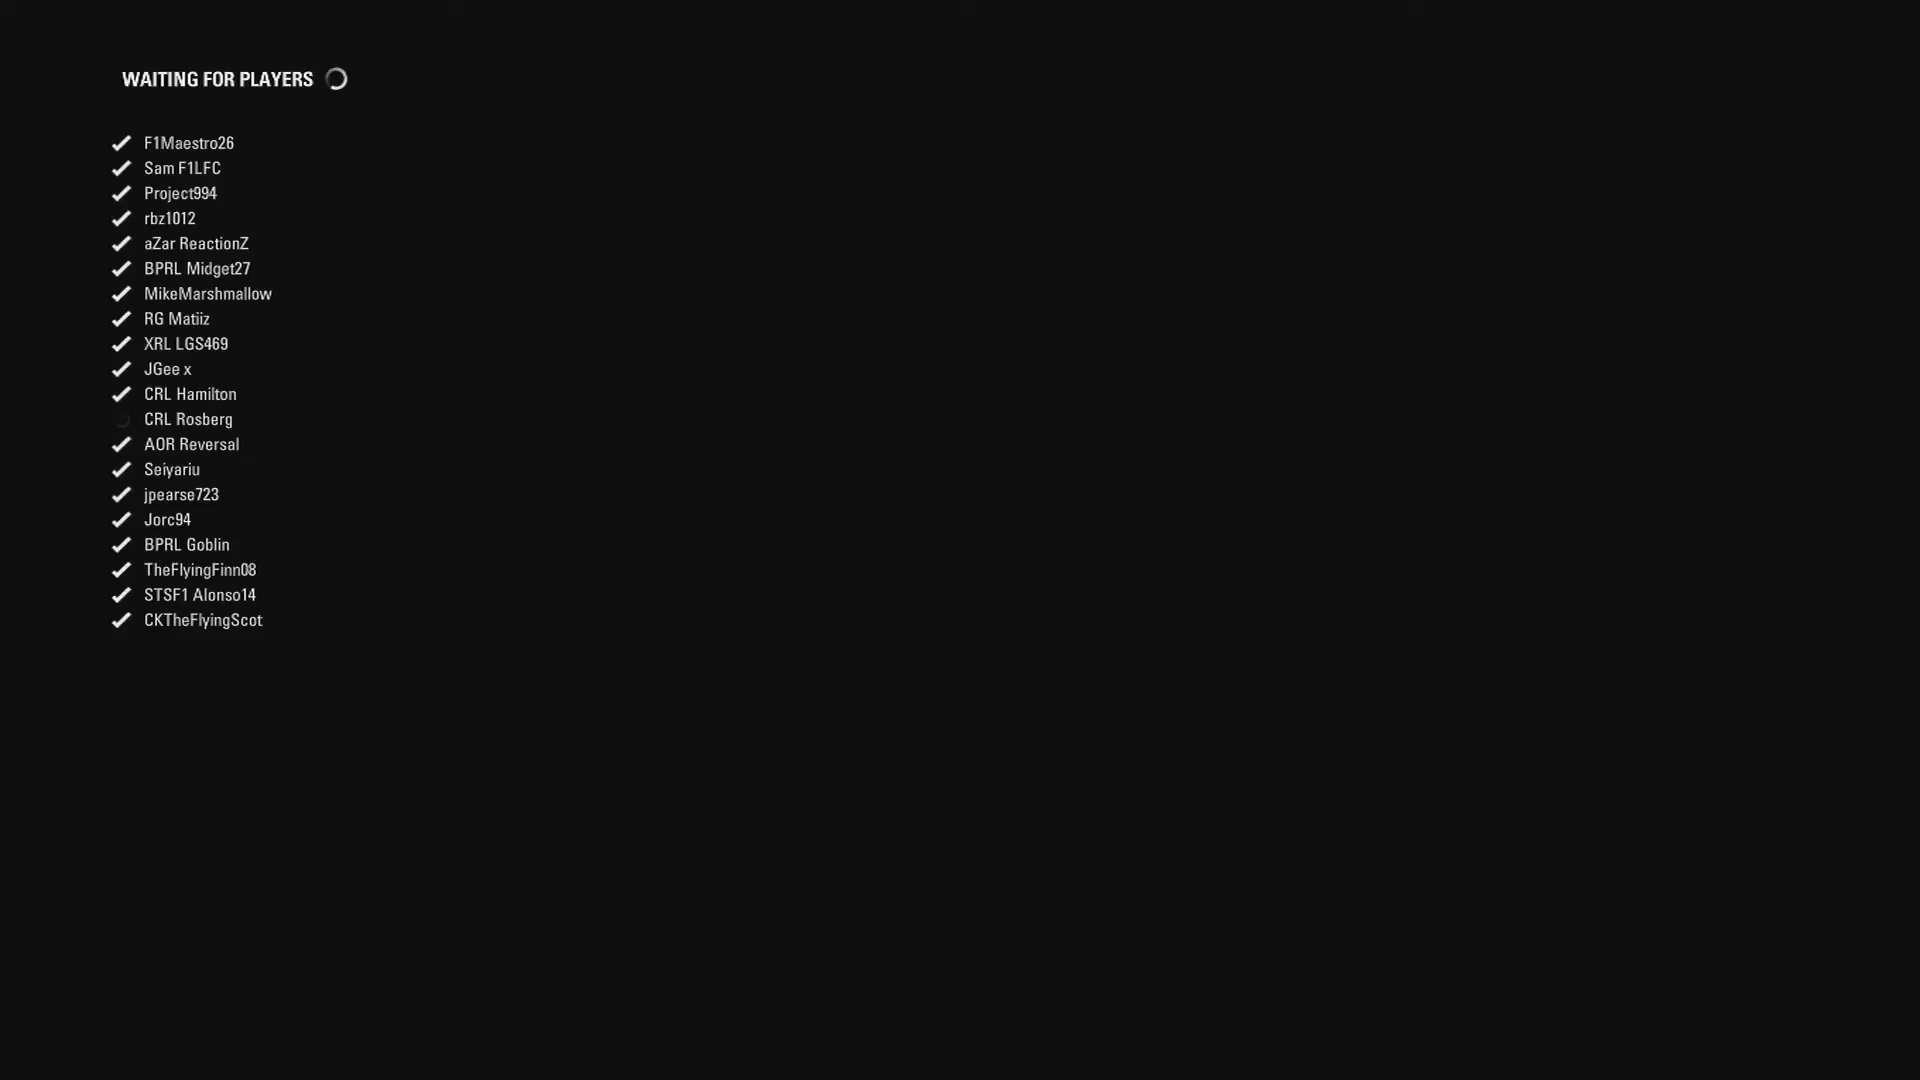 WAITING FOR PLAYERS
F1Maestro26
Sam F1LFC
Project994
rbz1012
aZar ReactionZ
BPRL Midget27
MikeMarshmallow
RG Matiiz
XRL LGS469
JGee x
CRL Hamilton
CRL Rosberg
AOR Reversal
Seiyariu
jpearse723
Jorc94
BPRL Goblin
TheFlyingFinn08
STSF1 Alonso14
CKTheFlyingScot